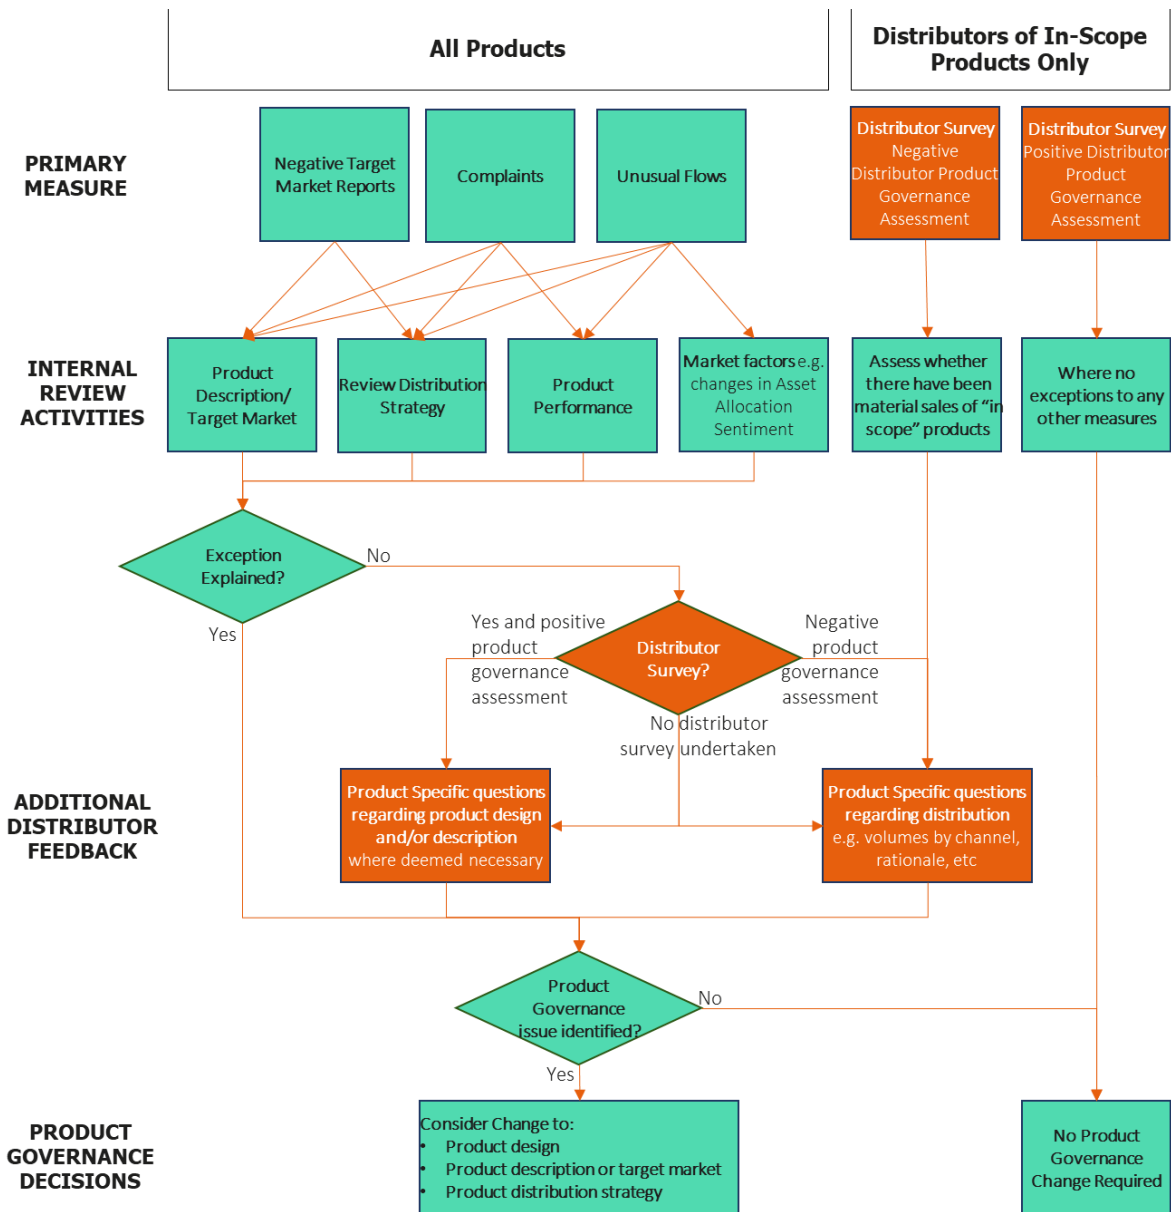 All Products
Distributors of In-Scope
Products Only
PRIMARY
MEASURE
Negative Target
Market Reports
Complaints
Unusual Flows
Distributor Survey
Negative
Distributor Product
Governance
Assessment
Distributor Survey
Positive Distributor
Product
Governance
Assessment
INTERNAL
REVIEW
ACTIVITIES
Product
Description/
Target Market
Review Distribution
Strategy
Product
Performance
Market factors e.g.
changes in Asset
Allocation
Sentiment
Assess whether
there have been
material sales of “in
scope” products
Where no
exceptions to any
other measures
Exception
Explained?
No
Yes
Yes and positive
product
governance
assessment
Distributor
Survey?
Negative
product
governance
assessment
No distributor
survey undertaken
ADDITIONAL
DISTRIBUTOR
FEEDBACK
Product Specific questions
regarding product design
and/or description
where deemed necessary
Product Specific questions
regarding distribution
e.g. volumes by channel,
rationale, etc
Product
Governance
issue identified?
No
Yes
PRODUCT
GOVERNANCE
DECISIONS
Consider Change to:
• Product design
• Product description or target market
• Product distribution strategy
No Product
Governance
Change Required